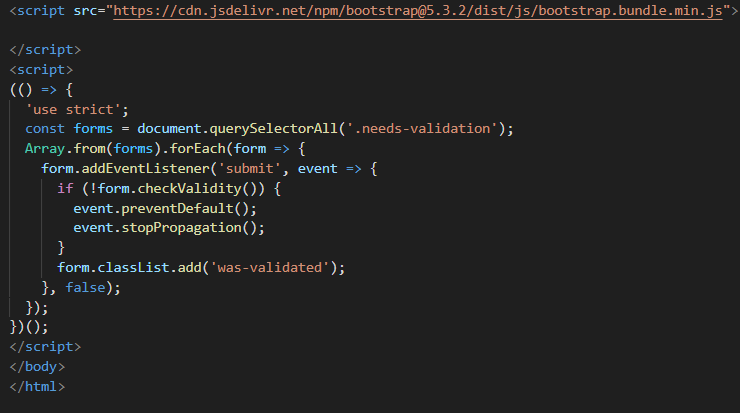 <script src="https://cdn.jsdelivr.net/npm/bootstrap@5.3.2/dist/js/bootstrap.bundle.min.js">
</script>
<script>
(() => {
  'use strict';
  const forms = document.querySelectorAll('.needs-validation');
  Array.from(forms).forEach(form => {
    form.addEventListener('submit', event => {
      if (!form.checkValidity()) {
        event.preventDefault();
        event.stopPropagation();
      }
      form.classList.add('was-validated');
    }, false);
  });
})();
</script>
</body>
</html>